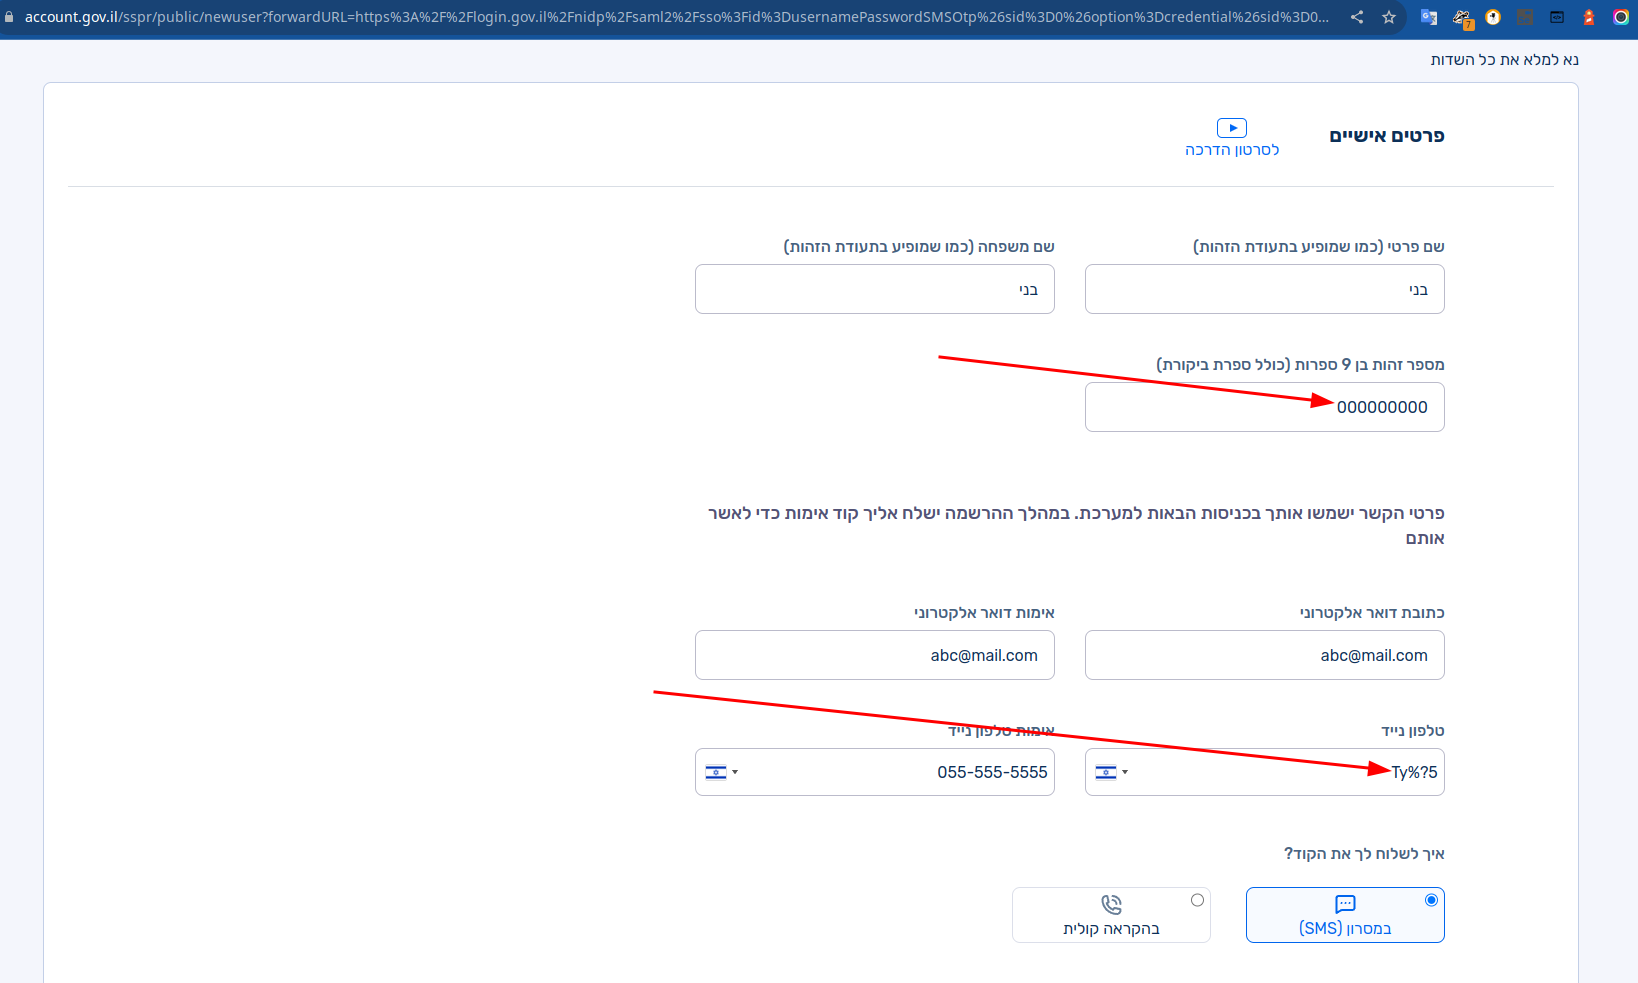 account.gov.il/sspr/public/newuser?forwardURL=https%3A%2F%2Flogin.gov.il%2Fnidp%2Fsaml2%2Fsso%3Fid%3DusernamePasswordSMSOtp%26sid%3D0%26option%3Dcredential%26sid%3D0...
7
נא למלא את כל השדות
פרטים אישיים
לסרטון הדרכה
שם פרטי (כמו שמופיע בתעודת הזהות)
שם משפחה (כמו שמופיע בתעודת הזהות)
בני
בני
מספר זהות בן 9 ספרות (כולל ספרת ביקורת)
000000000
פרטי הקשר ישמשו אותך בכניסות הבאות למערכת. במהלך ההרשמה ישלח אליך קוד אימות כדי לאשר
אותם
כתובת דואר אלקטרוני
אימות דואר אלקטרוני
abc@mail.com
abc@mail.com
טלפון נייד
אימות טלפון נייד
Ty%?5
055-555-5555
איך לשלוח לך את הקוד?
במסרון (SMS)
בהקראה קולית